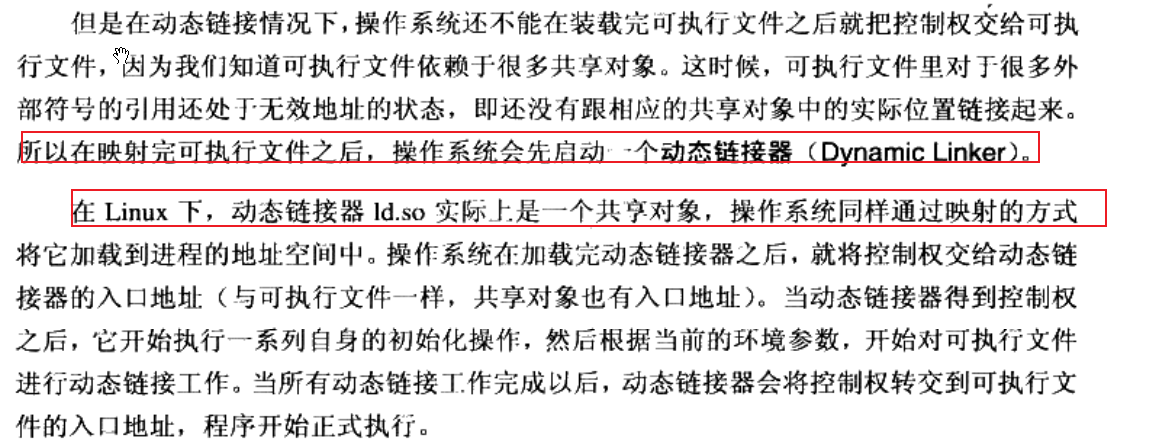 但是在动态链接情况下，操作系统还不能在装载完可执行文件之后就把控制权交给可执
行文件，因为我们知道可执行文件依赖于很多共享对象。这时候，可执行文件里对于很多外
部符号的引用还处于无效地址的状态，即还没有跟相应的共享对象中的实际位置链接起来。
所以在映射完可执行文件之后，操作系统会先启动一个动态链接器（Dynamic Linker）。
在 Linux 下，动态链接器 ld.so 实际上是一个共享对象，操作系统同样通过映射的方式
将它加载到进程的地址空间中。操作系统在加载完动态链接器之后，就将控制权交给动态链
接器的入口地址（与可执行文件一样，共享对象也有入口地址）。当动态链接器得到控制权
之后，它开始执行一系列自身的初始化操作，然后根据当前的环境参数，开始对可执行文件
进行动态链接工作。当所有动态链接工作完成以后，动态链接器会将控制权转交到可执行文
件的入口地址，程序开始正式执行。